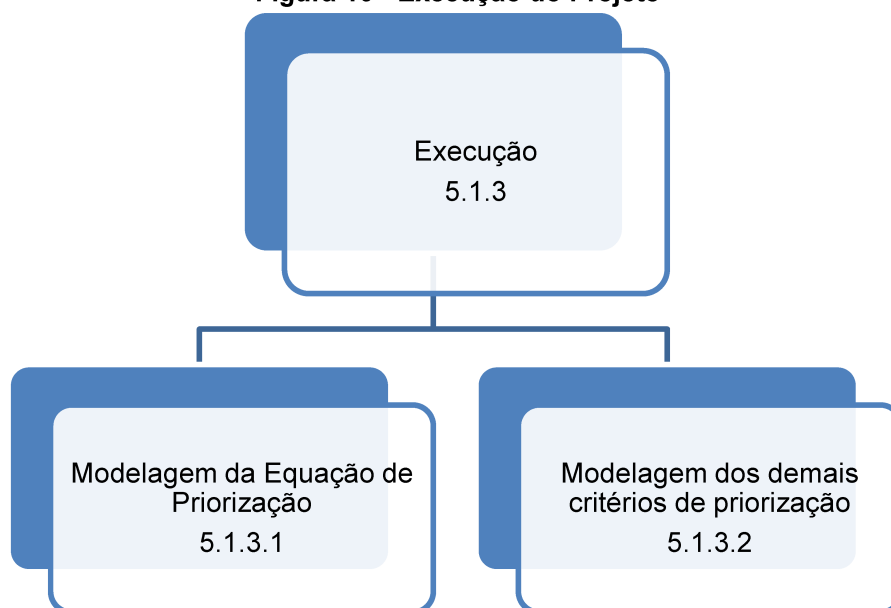 Execução
5.1.3
Modelagem da Equação de
Priorização
5.1.3.1
Modelagem dos demais
critérios de priorização
5.1.3.2